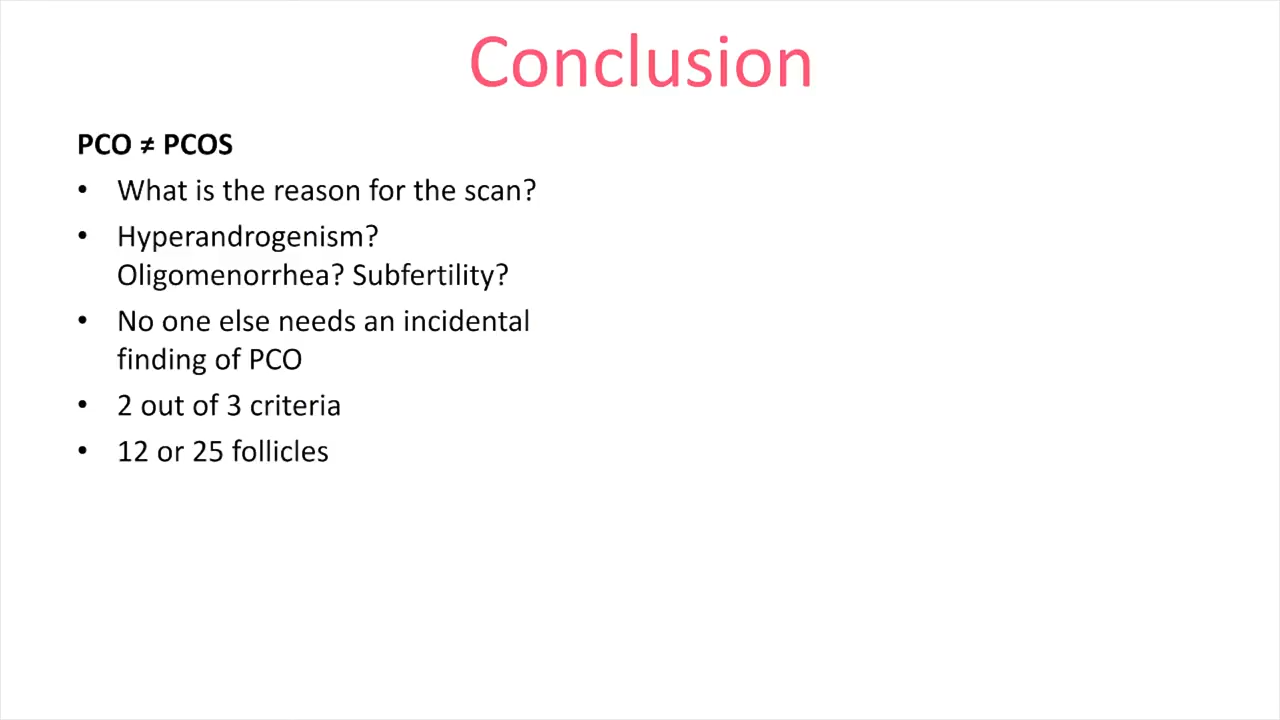 Conclusion
PCO ≠ PCOS
• What is the reason for the scan?
• Hyperandrogenism?
Oligomenorrhea? Subfertility?
• No one else needs an incidental
finding of PCO
• 2 out of 3 criteria
• 12 or 25 follicles